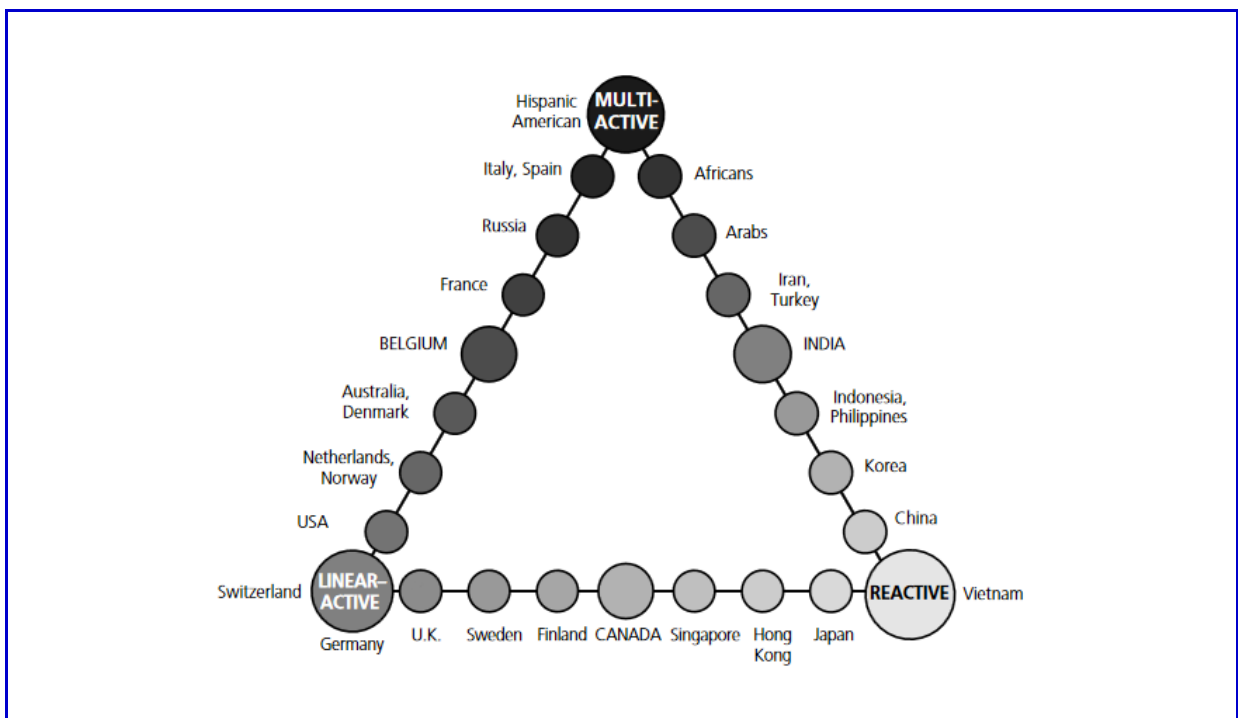 Hispanic
American
MULTI-
ACTIVE
Italy, Spain
Africans
Russia
Arabs
France
Iran,
Turkey
BELGIUM
INDIA
Australia,
Denmark
Indonesia,
Philippines
Netherlands,
Norway
Korea
USA
China
Switzerland
LINEAR–
ACTIVE
Germany
U.K.
Sweden
Finland
CANADA
Singapore
Hong
Kong
Japan
REACTIVE
Vietnam